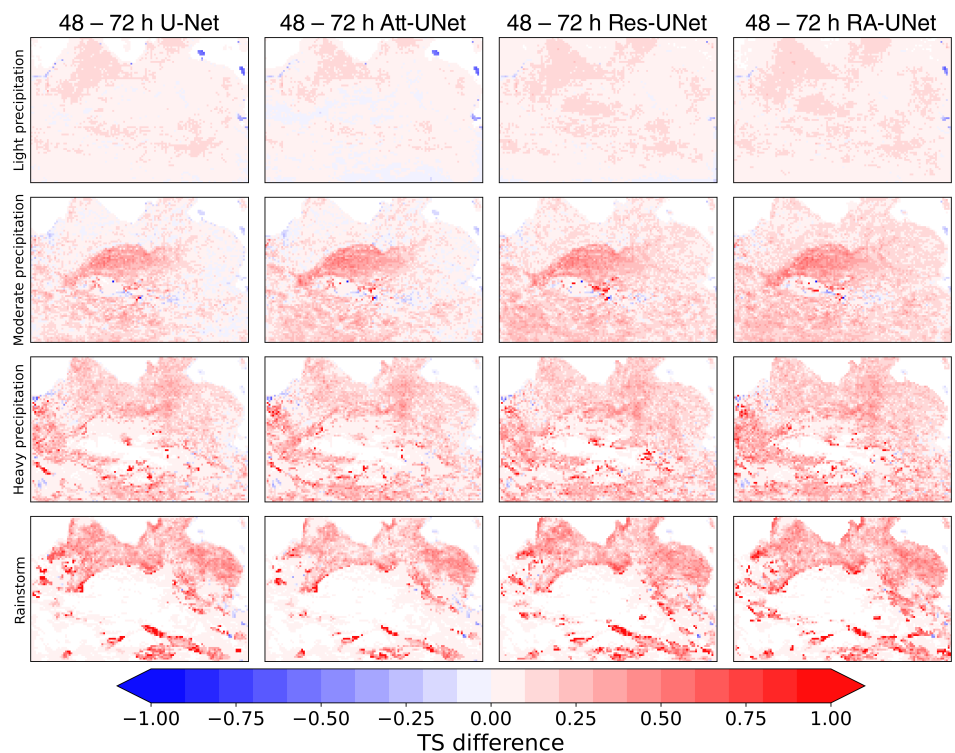 48 – 72 h U-Net
48 – 72 h Att-UNet
48 – 72 h Res-UNet
48 – 72 h RA-UNet
Light precipitation
Moderate precipitation
Heavy precipitation
Rainstorm
−1.00
−0.75
−0.50
−0.25
0.00
0.25
0.50
0.75
1.00
TS difference